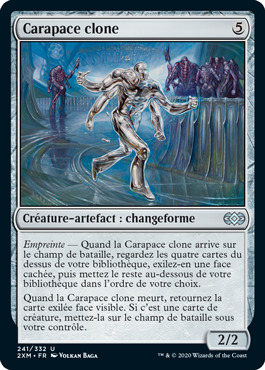 Carapace clone 5
Créature-artefact : changeforme
Empreinte — Quand la Carapace clone arrive sur
le champ de bataille, regardez les quatre cartes du
dessus de votre bibliothèque, exilez-en une face
cachée, puis mettez le reste au-dessous de votre
bibliothèque dans l'ordre de votre choix.
Quand la Carapace clone meurt, retournez la
carte exilée face visible. Si c'est une carte de
créature, mettez-la sur le champ de bataille sous
votre contrôle.
2/2
241/332 U
2XM • FR Volkan Baga ™ & © 2020 Wizards of the Coast